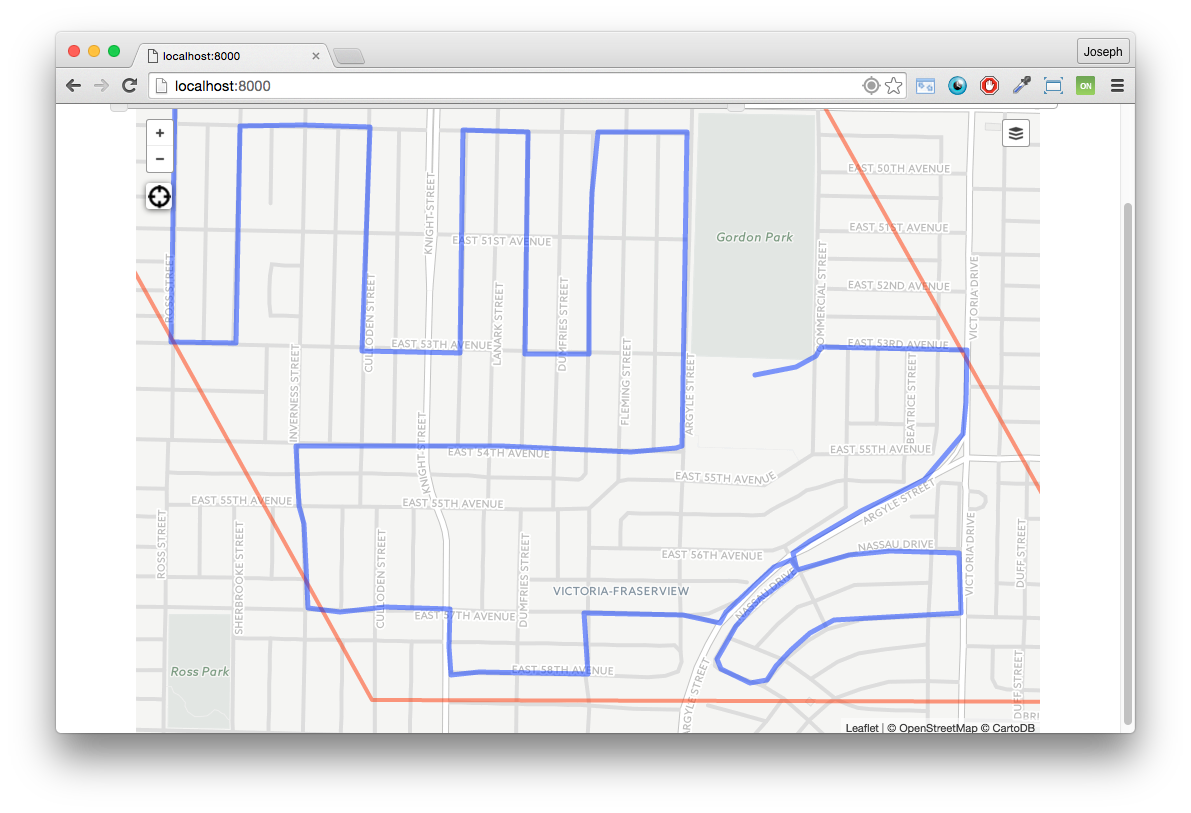 localhost:8000
×
Joseph
localhost:8000
ON
+
−
EAST 50TH AVENUE
KNIGHT-STREET
EAST 51ST AVENUE
Gordon Park
EAST 51ST AVENUE
ROSS STREET
CULLODEN STREET
LANARK STREET
DUMFRIES STREET
VICTORIA DRIVE
EAST 52ND AVENUE
EAST 53TH AVENUE
EAST 53RD AVENUE
INVERNESS STREET
FLEMING STREET
ARGYLE STREET
BEATRICE STREET
KNIGHT-STREET
EAST 54TH AVENUE
EAST 55TH AVENUE
EAST 55TH AVENUE
EAST 55TH AVENUE
EAST 55TH AVENUE
ARGYLE STREET
ROSS STREET
SHERBROOKE STREET
CULLODEN STREET
DUMFRIES STREET
EAST 56TH AVENUE
NASSAU DRIVE
VICTORIA DRIVE
DUFF STREET
VICTORIA-FRASERVIEW
NASSAU DRIVE
EAST 57TH AVENUE
Ross Park
EAST 58TH AVENUE
ARGYLE STREET
DUFF STREET
Leaflet | © OpenStreetMap © CartoDB